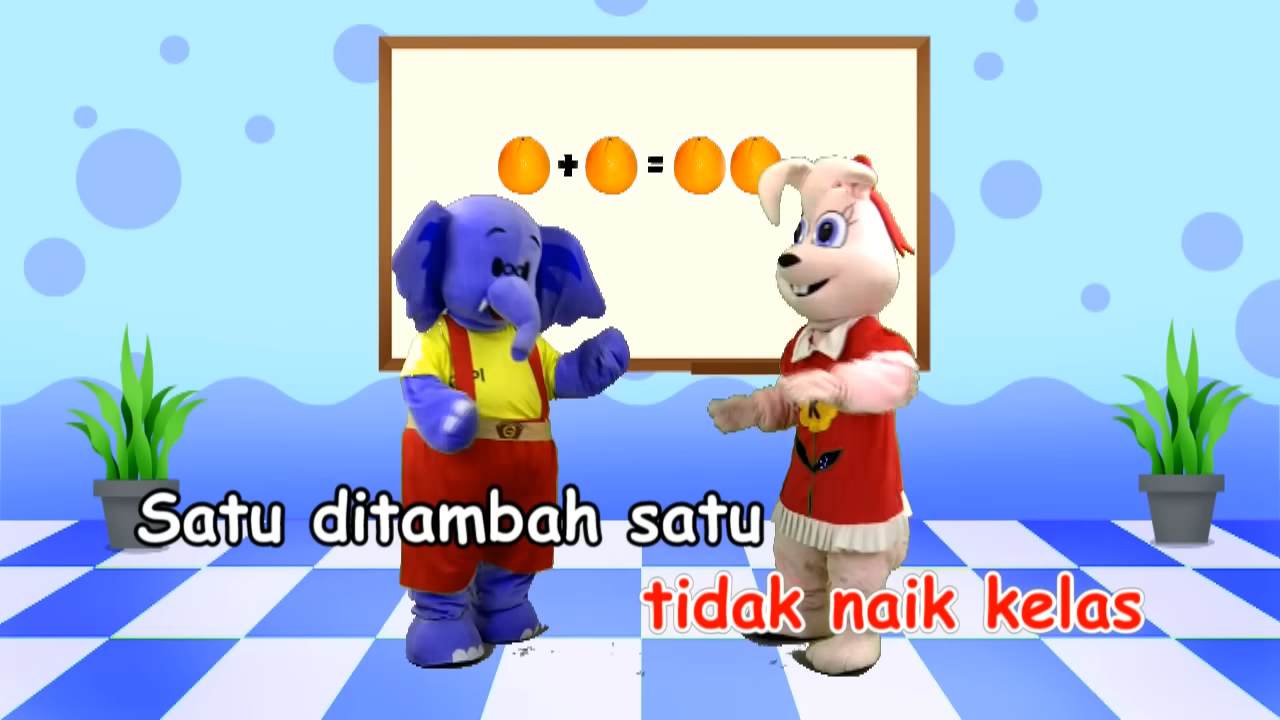 + =
Satu ditambah satu
tidak naik kelas